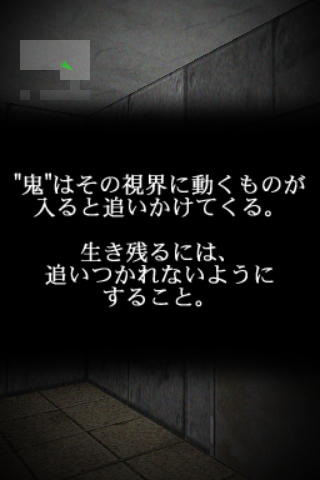 "鬼"はその視界に動くものが
入ると追いかけてくる。
生き残るには、
追いつかれないように
すること。